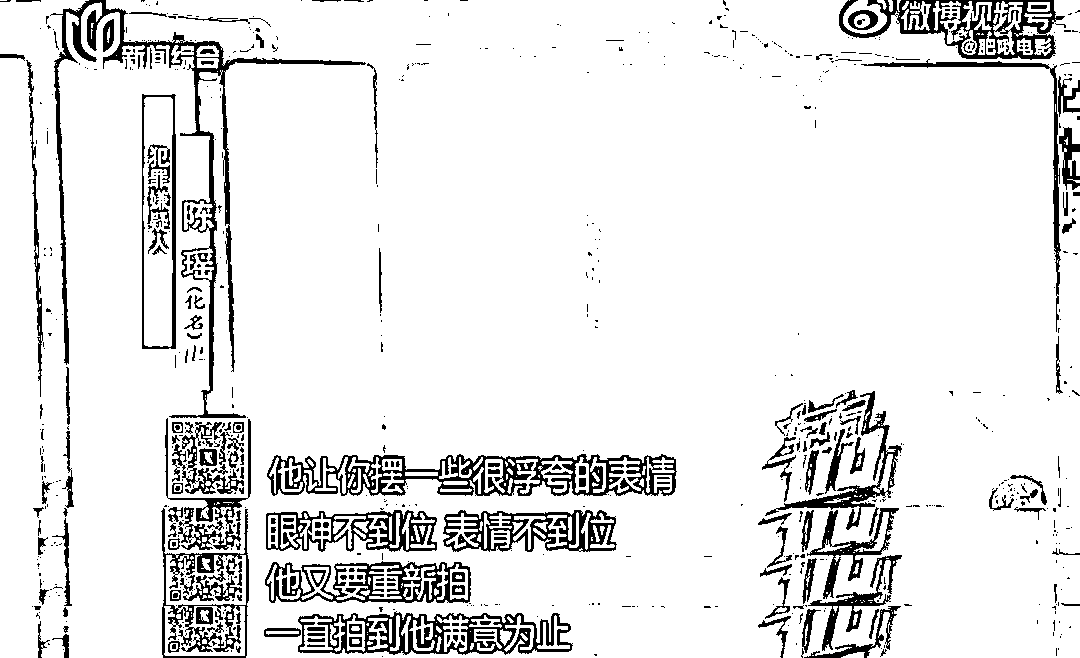 新闻综合
微博视频号
@肥啾电影
犯罪嫌疑人
陈瑶(化名)
他让你摆一些很浮夸的表情
眼神不到位 表情不到位
他又要重新拍
一直拍到他满意为止